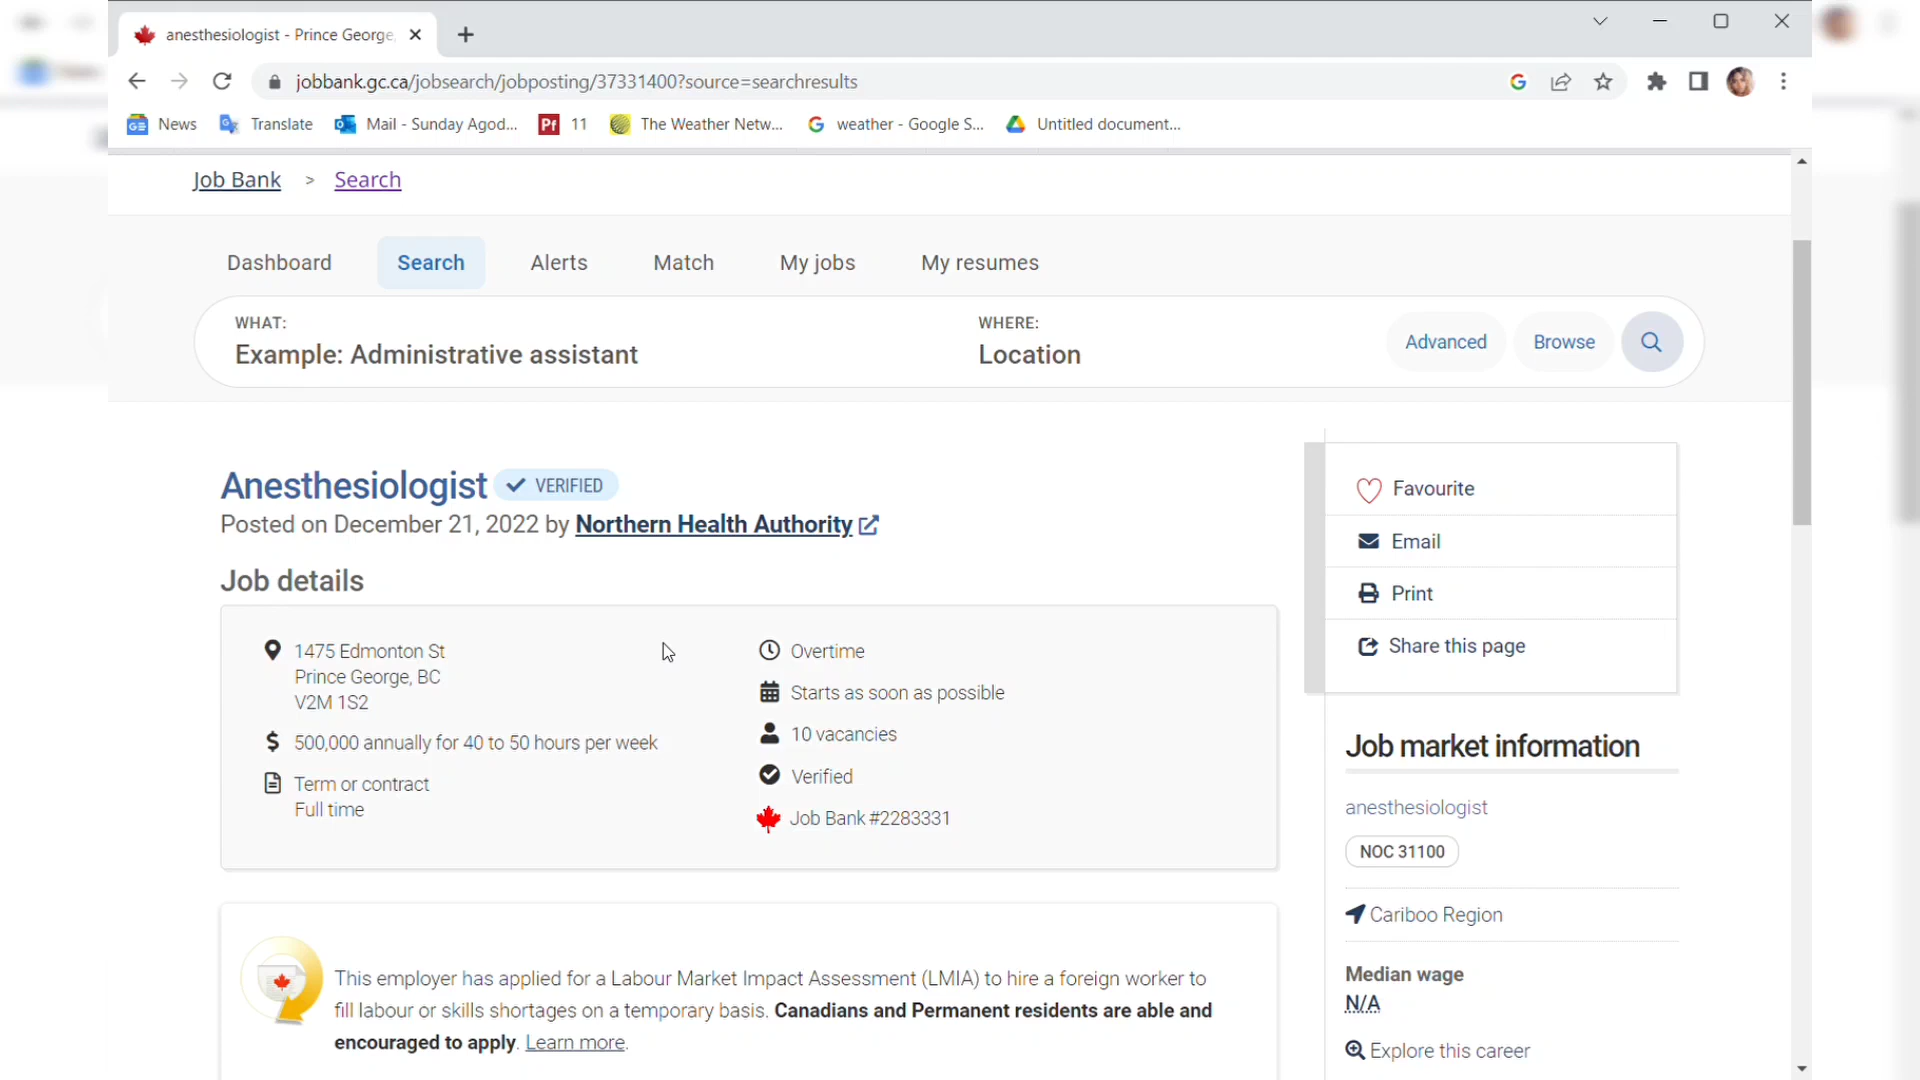 anesthesiologist - Prince George,
jobbank.gc.ca/jobsearch/jobposting/37331400?source=searchresults
News
Translate
Mail - Sunday Agod...
11
The Weather Netw...
weather - Google S...
Untitled document...
Job Bank > Search
Dashboard
Search
Alerts
Match
My jobs
My resumes
WHAT:
Example: Administrative assistant
WHERE:
Location
Advanced
Browse
Anesthesiologist VERIFIED
Posted on December 21, 2022 by Northern Health Authority
Job details
1475 Edmonton St
Prince George, BC
V2M 1S2
500,000 annually for 40 to 50 hours per week
Term or contract
Full time
Overtime
Starts as soon as possible
10 vacancies
Verified
Job Bank #2283331
This employer has applied for a Labour Market Impact Assessment (LMIA) to hire a foreign worker to
fill labour or skills shortages on a temporary basis. Canadians and Permanent residents are able and
encouraged to apply. Learn more.
Favourite
Email
Print
Share this page
Job market information
anesthesiologist
NOC 31100
Cariboo Region
Median wage
N/A
Explore this career